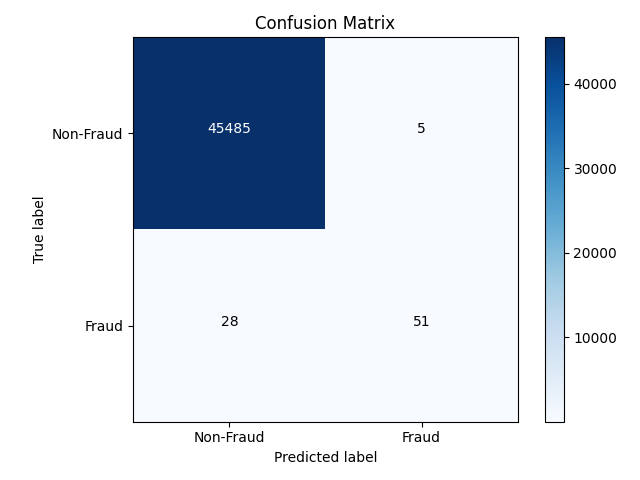 Confusion Matrix
True label
Non-Fraud
45485
5
Fraud
28
51
Non-Fraud
Fraud
Predicted label
40000
30000
20000
10000